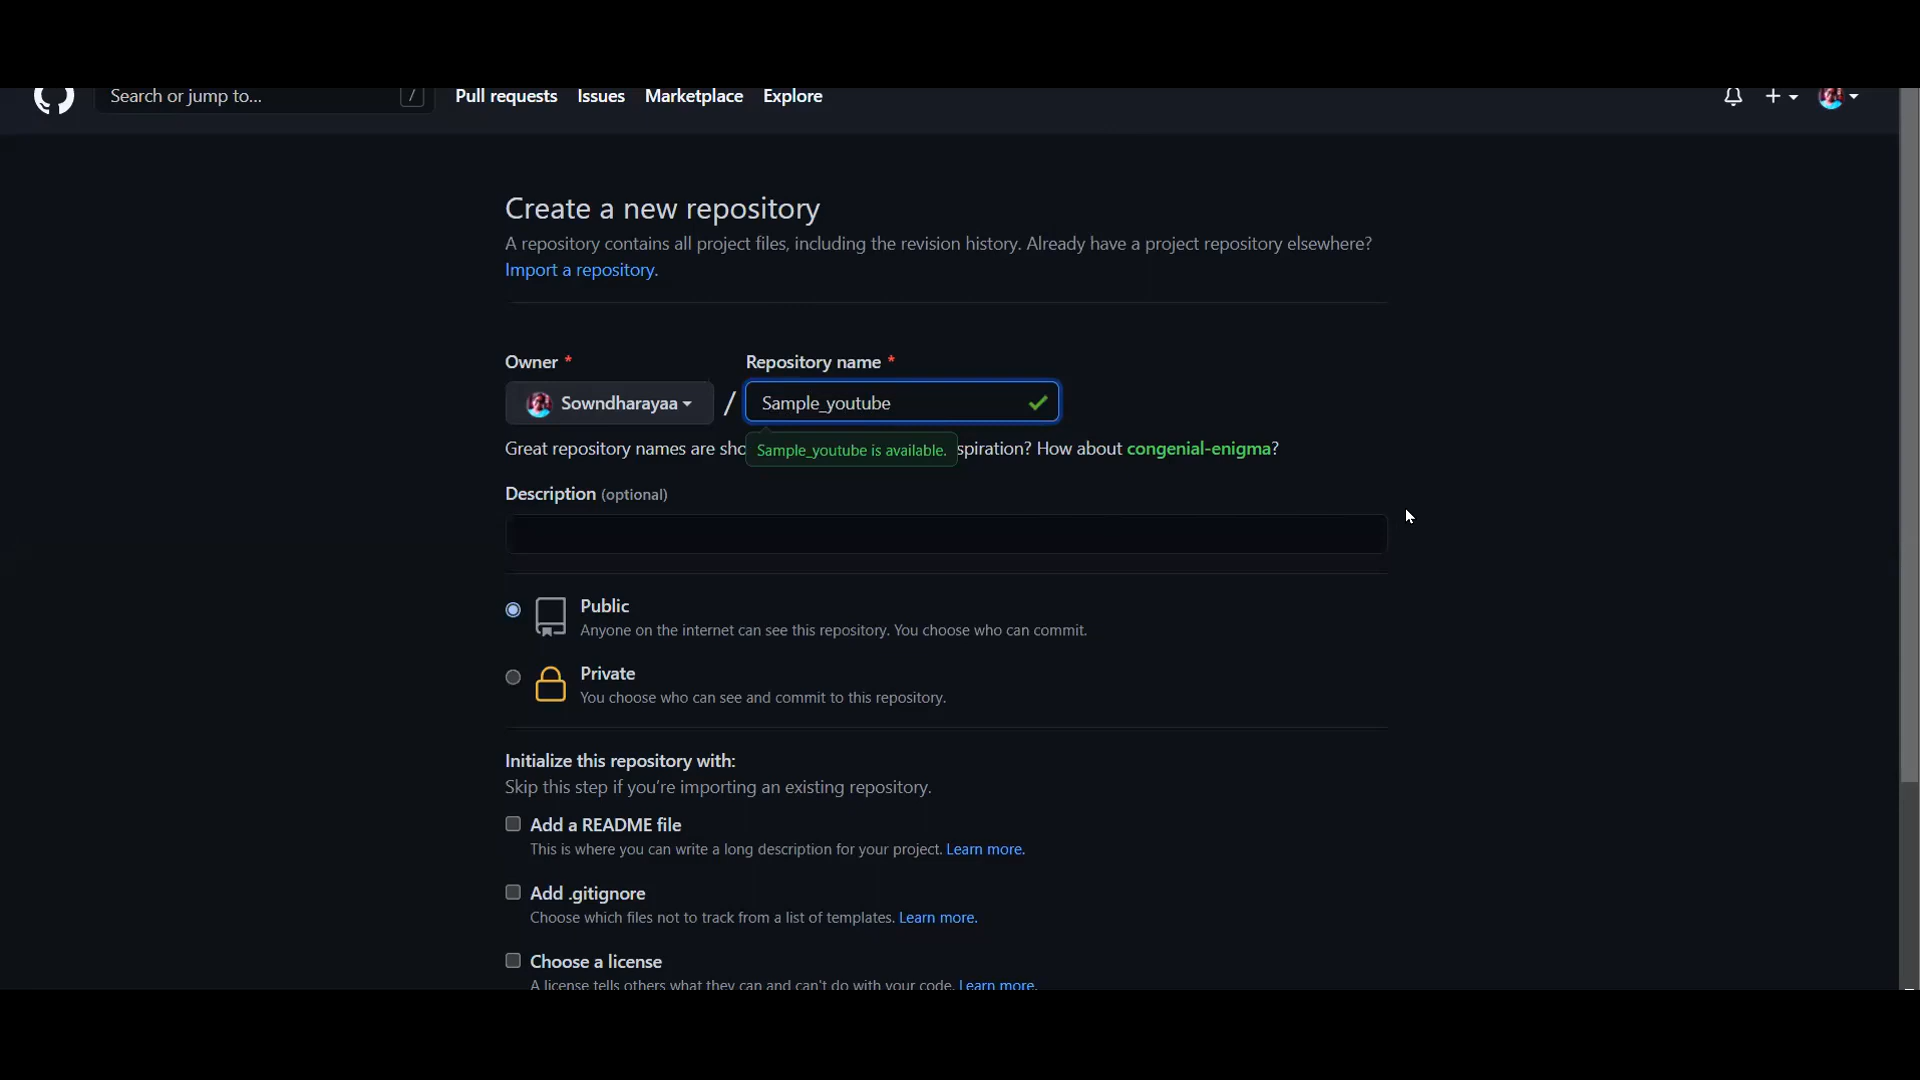 Search or jump to... /
Pull requests Issues Marketplace Explore
Create a new repository
A repository contains all project files, including the revision history. Already have a project repository elsewhere?
Import a repository.
Owner * Repository name *
Sowndharayaa / Sample_youtube
Great repository names are sho Sample_youtube is available. spiration? How about congenial-enigma?
Description (optional)
Public
Anyone on the internet can see this repository. You choose who can commit.
Private
You choose who can see and commit to this repository.
Initialize this repository with:
Skip this step if you're importing an existing repository.
Add a README file
This is where you can write a long description for your project. Learn more.
Add .gitignore
Choose which files not to track from a list of templates. Learn more.
Choose a license
A license tells others what they can and can't do with your code. Learn more.